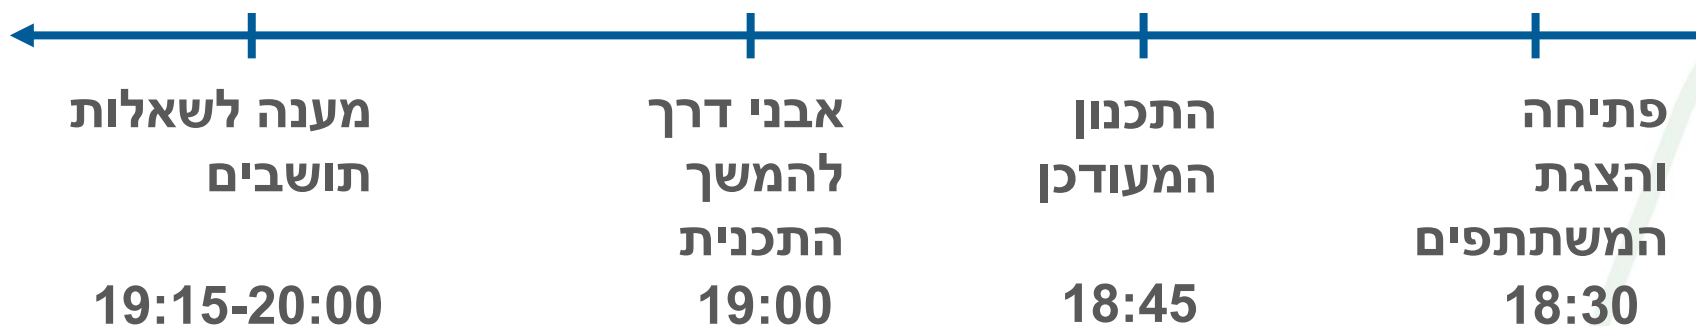 פתיחה
והצגת
המשתתפים
18:30
התכנון
המעודכן
18:45
אבני דרך
להמשך
התכנית
19:00
מענה לשאלות
תושבים
19:15-20:00